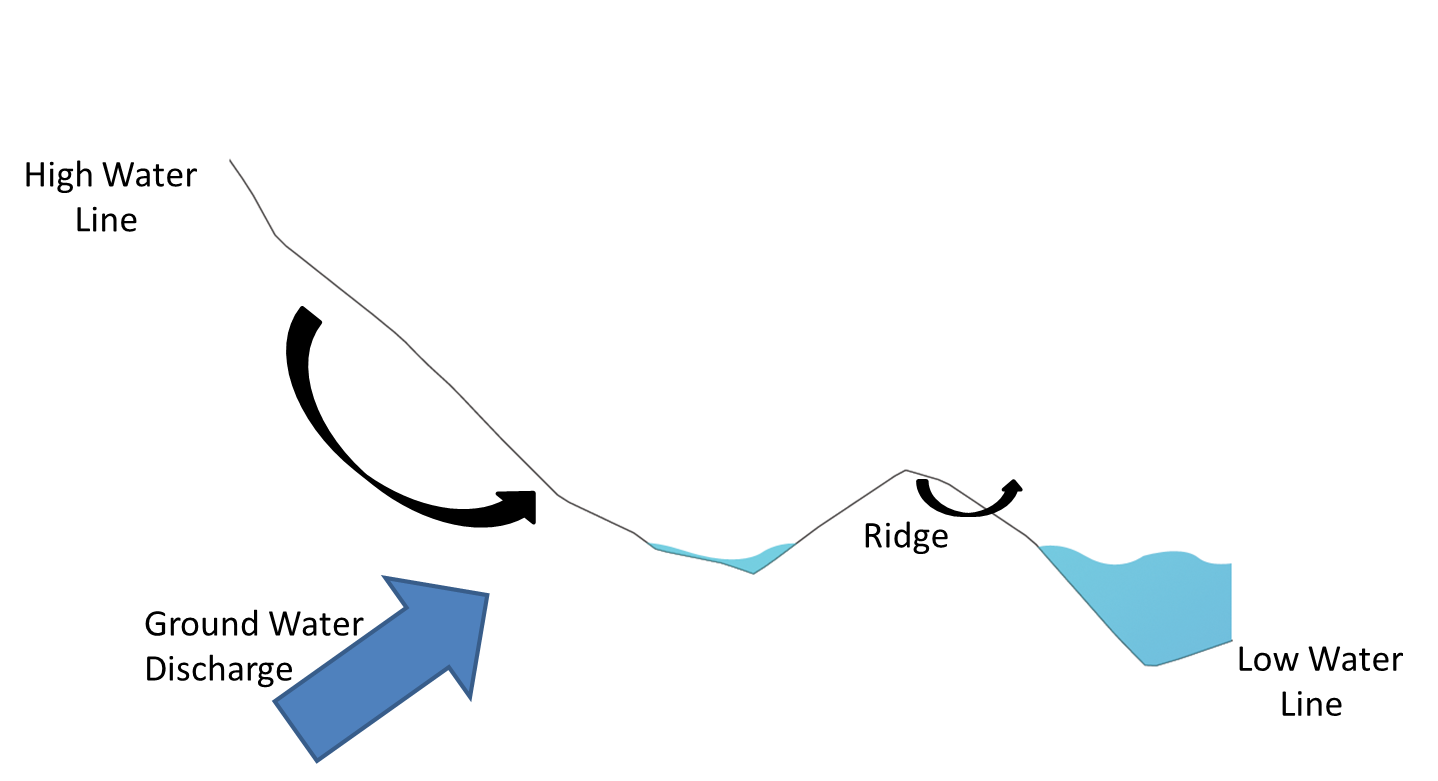 High Water
Line
Ridge
Ground Water
Discharge
Low Water
Line